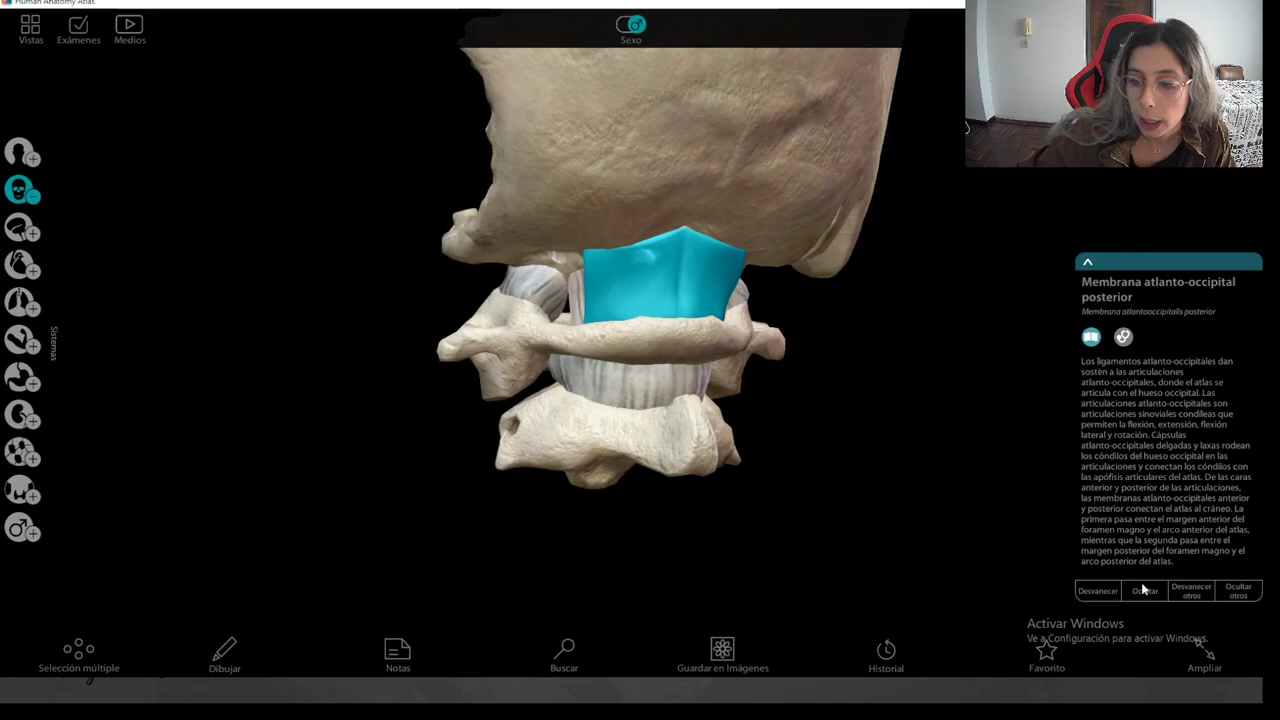 Human Anatomy Atlas
Vistas
Exámenes
Medios
Sexo
Sistemas
Membrana atlanto-occipital
posterior
Membrana atlantooccipitalis posterior
Los ligamentos atlanto-occipitales dan
sostén a las articulaciones
atlanto-occipitales, donde el atlas se
articula con el hueso occipital. Las
articulaciones atlanto-occipitales son
articulaciones sinoviales condíleas que
permiten la flexión, extensión, flexión
lateral y rotación. Cápsulas
atlanto-occipitales delgadas y laxas rodean
los cóndilos del hueso occipital en las
articulaciones y conectan los cóndilos con
las apófisis articulares del atlas. De las caras
anterior y posterior de las articulaciones,
las membranas atlanto-occipitales anterior
y posterior conectan el atlas al cráneo. La
primera pasa entre el margen anterior del
foramen magno y el arco anterior del atlas,
mientras que la segunda pasa entre el
margen posterior del foramen magno y el
arco posterior del atlas.
Desvanecer
Ocultar
Desvanecer
otros
Ocultar
otros
Activar Windows
Ve a Configuración para activar Windows.
Selección múltiple
Dibujar
Notas
Buscar
Guardar en Imágenes
Historial
Favorito
Ampliar